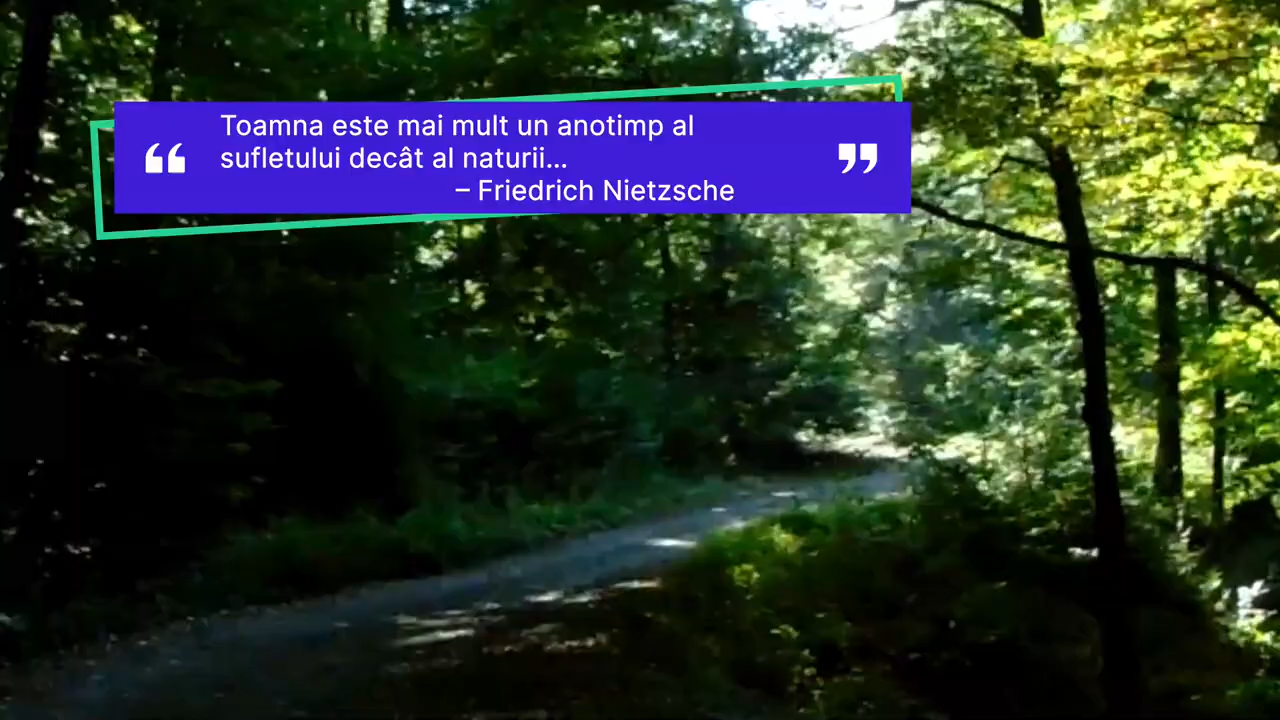 Toamna este mai mult un anotimp al
sufletului decât al naturii...
– Friedrich Nietzsche